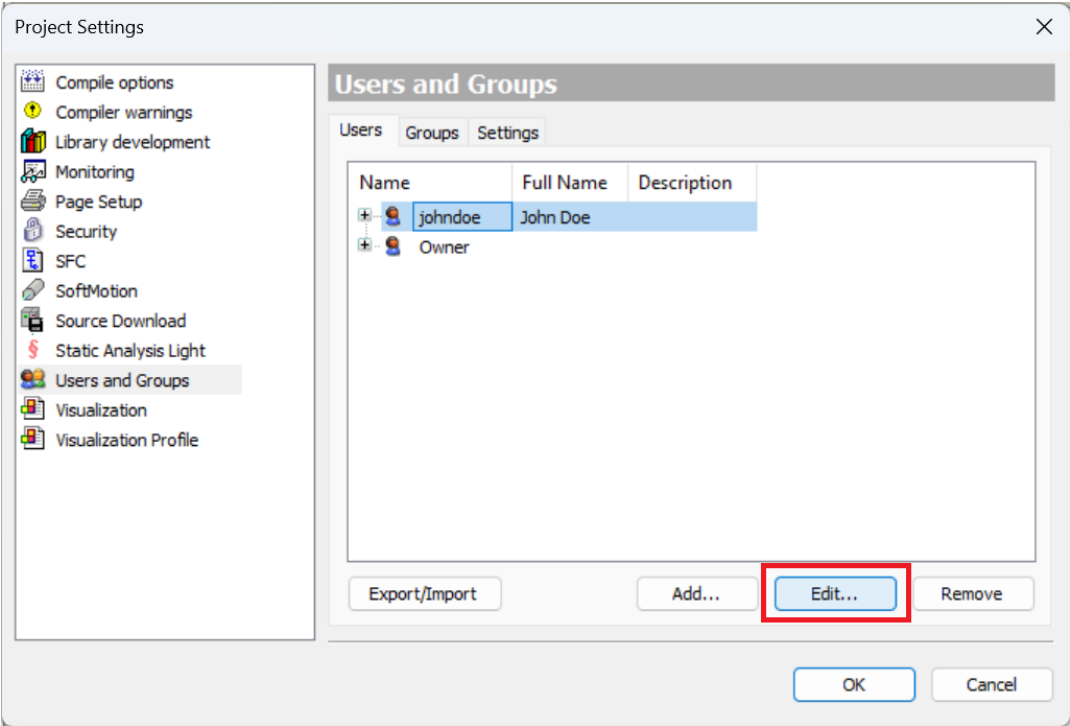 Project Settings
Compile options
Compiler warnings
Library development
Monitoring
Page Setup
Security
SFC
SoftMotion
Source Download
Static Analysis Light
Users and Groups
Visualization
Visualization Profile
Users and Groups
Users Groups Settings
Name Full Name Description
johndoe John Doe
Owner
Export/Import Add... Edit... Remove
OK Cancel